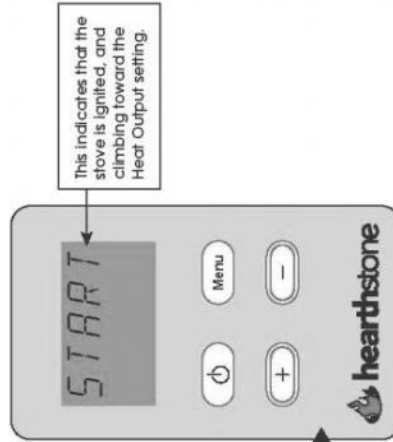 START
This indicates that the
stove is ignited, and
climbing toward the
Heat Output setting.
Menu
+
−
hearthstone